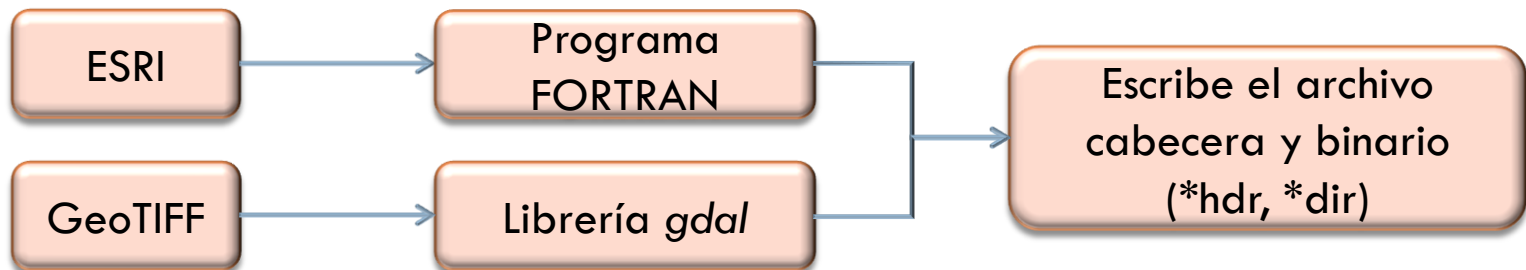 ESRI
Programa
FORTRAN
GeoTIFF
Librería gdal
Escribe el archivo
cabecera y binario
(*hdr, *dir)